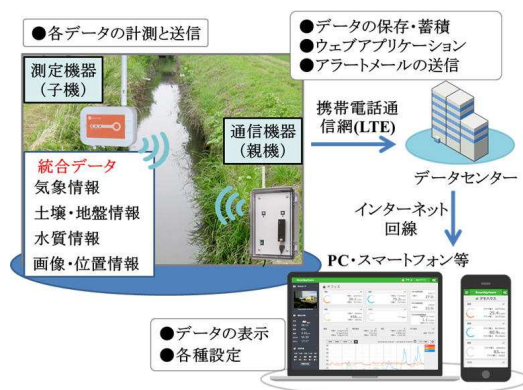 ●各データの計測と送信
●データの保存・蓄積
●ウェブアプリケーション
●アラートメールの送信
測定機器
(子機)
通信機器
(親機)
携帯電話通
信網(LTE)
データセンター
統合データ
気象情報
土壌・地盤情報
水質情報
画像・位置情報
インターネット
回線
PC・スマートフォン等
●データの表示
●各種設定